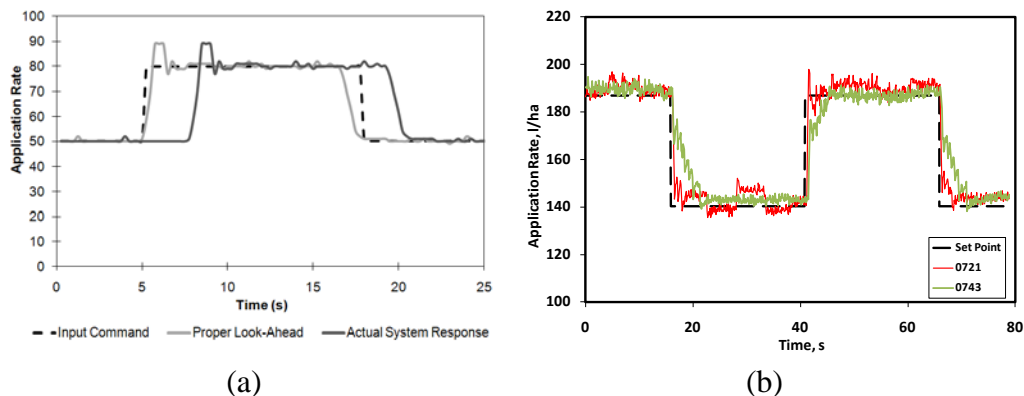 100
90
80
70
60
50
40
30
20
10
0
Application Rate
0 5 10 15 20 25
Time (s)
Input Command Proper Look-Ahead Actual System Response
(a)
(b)
220
200
180
160
140
120
100
Application Rate, l/ha
Set Point
0721
0743
0 20 40 60 80
Time, s
(b)